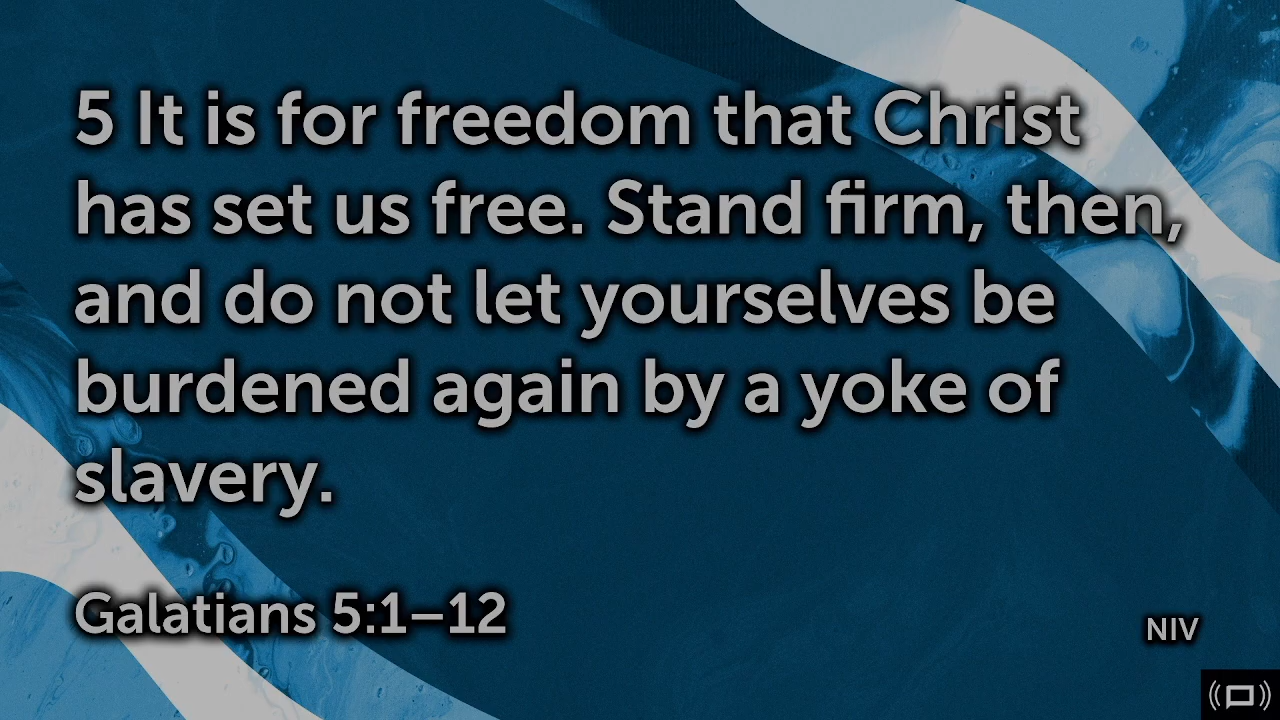 5 It is for freedom that Christ
has set us free. Stand firm, then,
and do not let yourselves be
burdened again by a yoke of
slavery.
Galatians 5:1–12
NIV